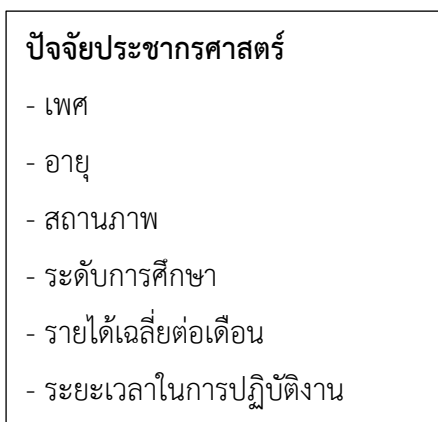 ปัจจัยประชากรศาสตร์
- เพศ
- อายุ
- สถานภาพ
- ระดับการศึกษา
- รายได้เฉลี่ยต่อเดือน
- ระยะเวลาในการปฏิบัติงาน